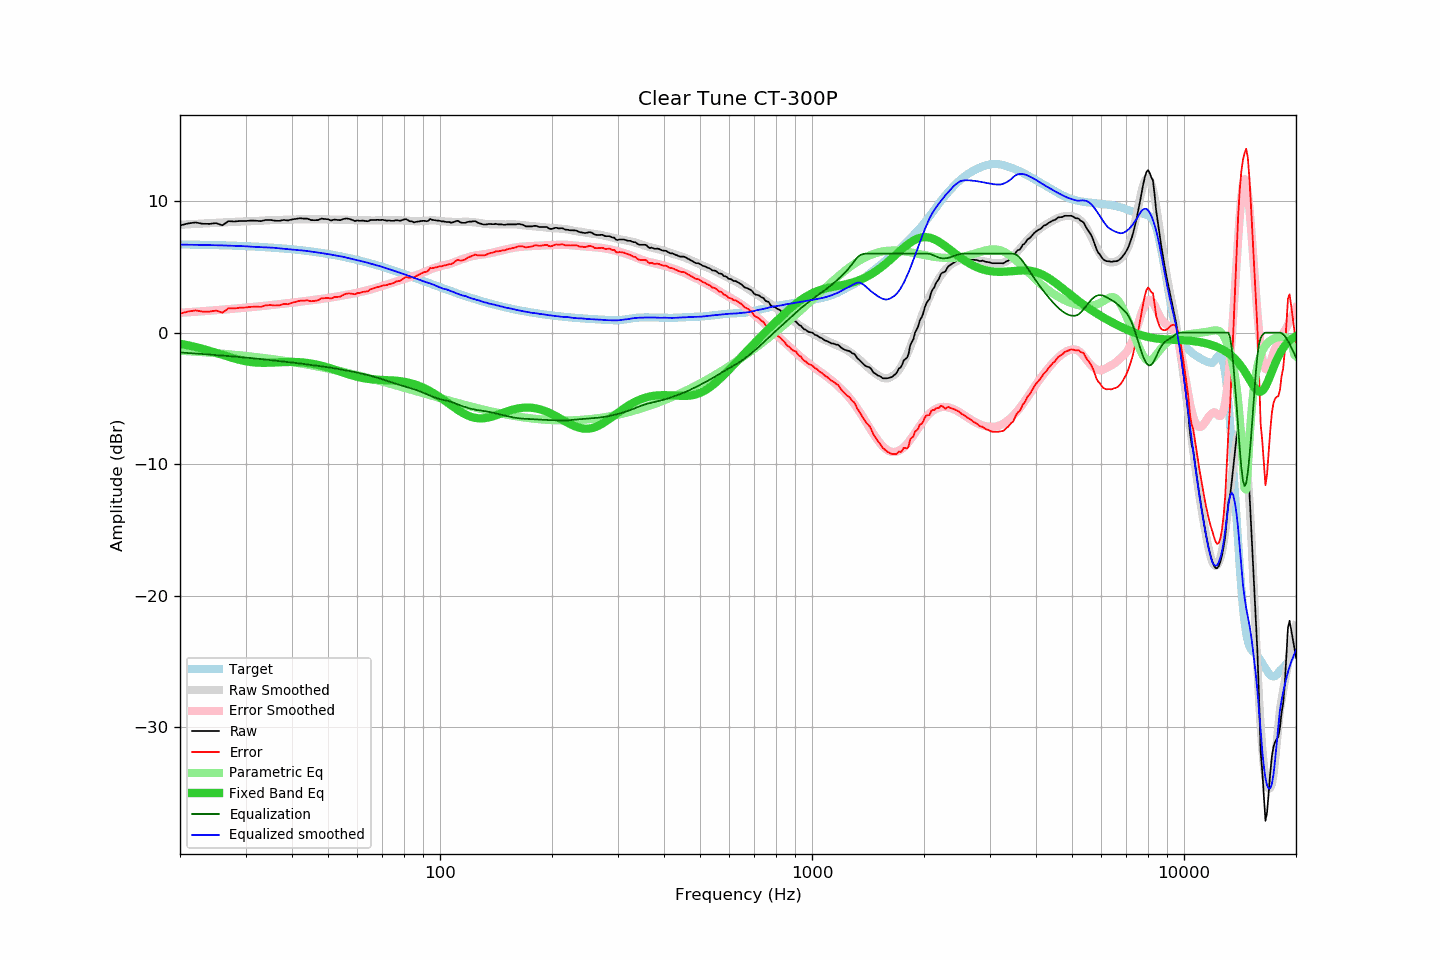 Clear Tune CT-300P
Amplitude (dBr)
10
0
−10
−20
−30
Target
Raw Smoothed
Error Smoothed
Raw
Error
Parametric Eq
Fixed Band Eq
Equalization
Equalized smoothed
100
1000
10000
Frequency (Hz)